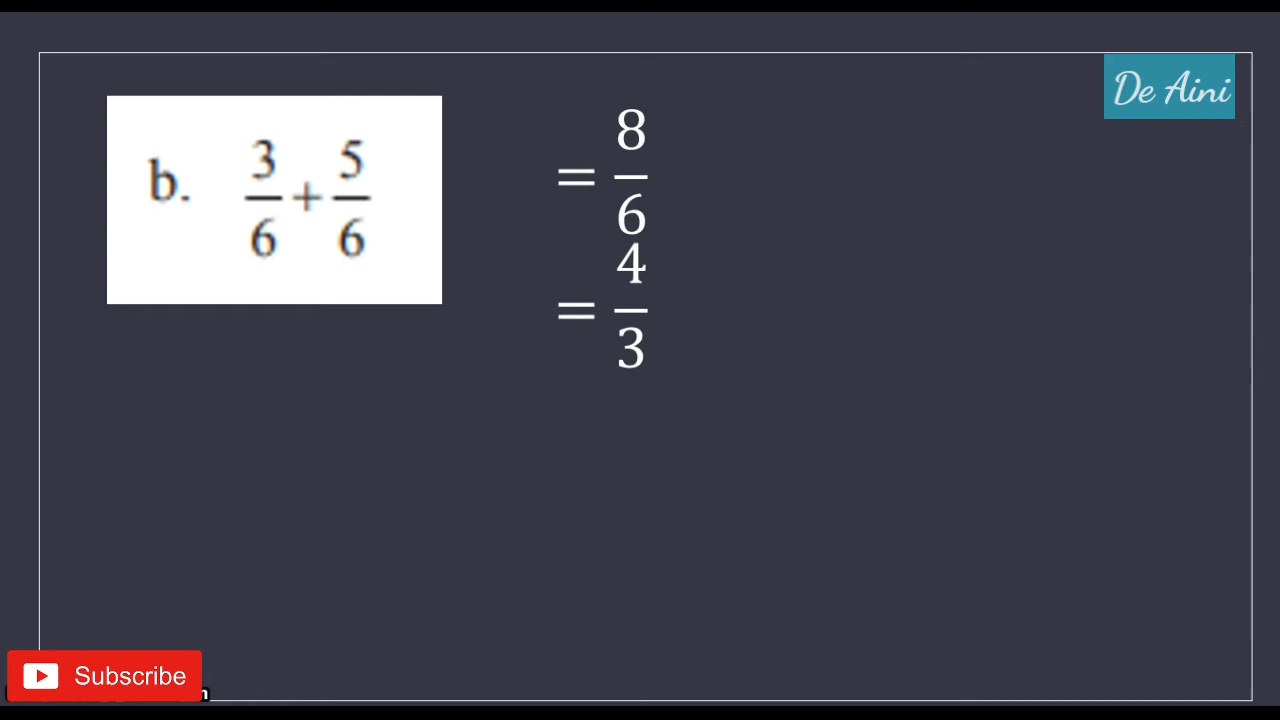 De Aini
b. 3/6 + 5/6
= 8/6
= 4/3
Subscribe